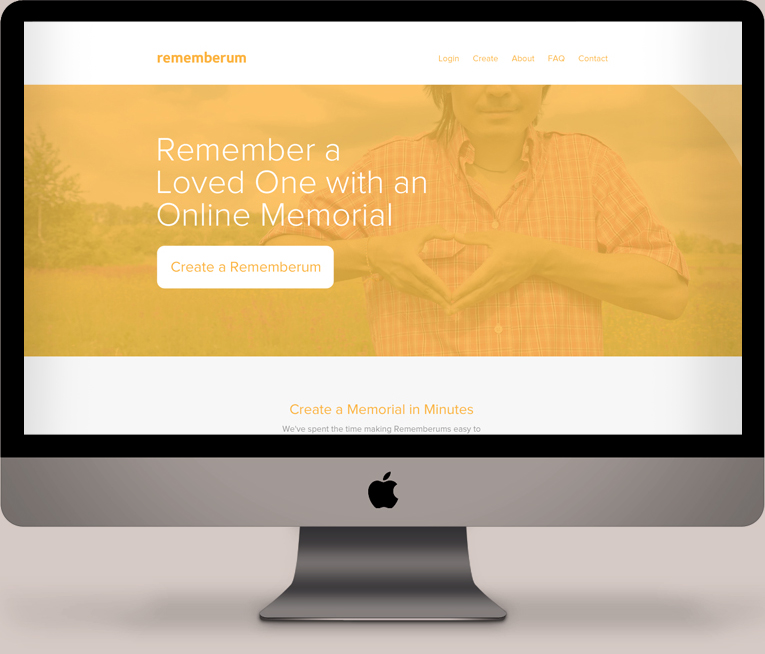 rememberum
Login Create About FAQ Contact
Remember a
Loved One with an
Online Memorial
Create a Rememberum
Create a Memorial in Minutes
We've spent the time making Rememberums easy to